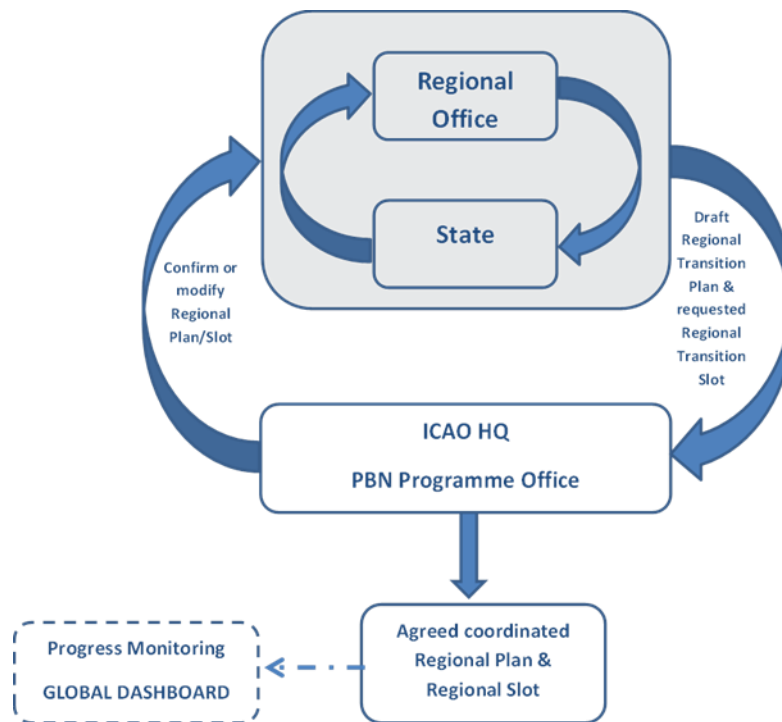 Regional
Office
State
Confirm or
modify
Regional
Plan/Slot
Draft
Regional
Transition
Plan &
requested
Regional
Transition
Slot
ICAO HQ
PBN Programme Office
Agreed coordinated
Regional Plan &
Regional Slot
Progress Monitoring
GLOBAL DASHBOARD